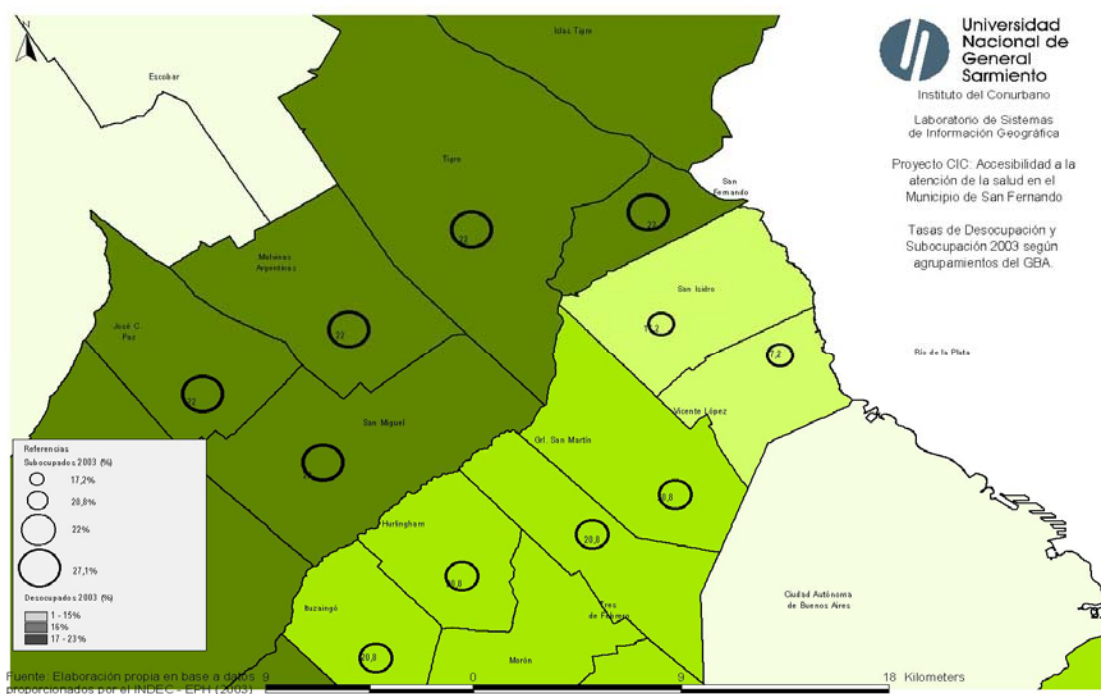 N
Islas Tigre
Escobar
Universidad
Nacional de
General
Sarmiento
Instituto del Conurbano
Laboratorio de Sistemas
de Información Geográfica
Proyecto CIC: Accesibilidad a la
atención de la salud en el
Municipio de San Fernando
Tasas de Desocupación y
Subocupación 2003 según
agrupamientos del GBA.
Tigre
San
Fernando
22
22
Malvinas
Argentinas
San Isidro
17,2
22
José C.
Paz
Río de la Plata
7,2
22
Vicente López
San Miguel
Grl. San Martín
20,8
Hurlingham
20,8
20,8
Ituzaingó
Tres
de Febrero
Ciudad Autónoma
de Buenos Aires
20,8
Morón
Referencias
Subocupados 2003 (%)
17,2%
20,8%
22%
27,1%
Desocupados 2003 (%)
1 - 15%
16%
17 - 23%
Fuente: Elaboración propia en base a datos
proporcionados por el INDEC - EPH (2003)
9 0 9 18 Kilometers